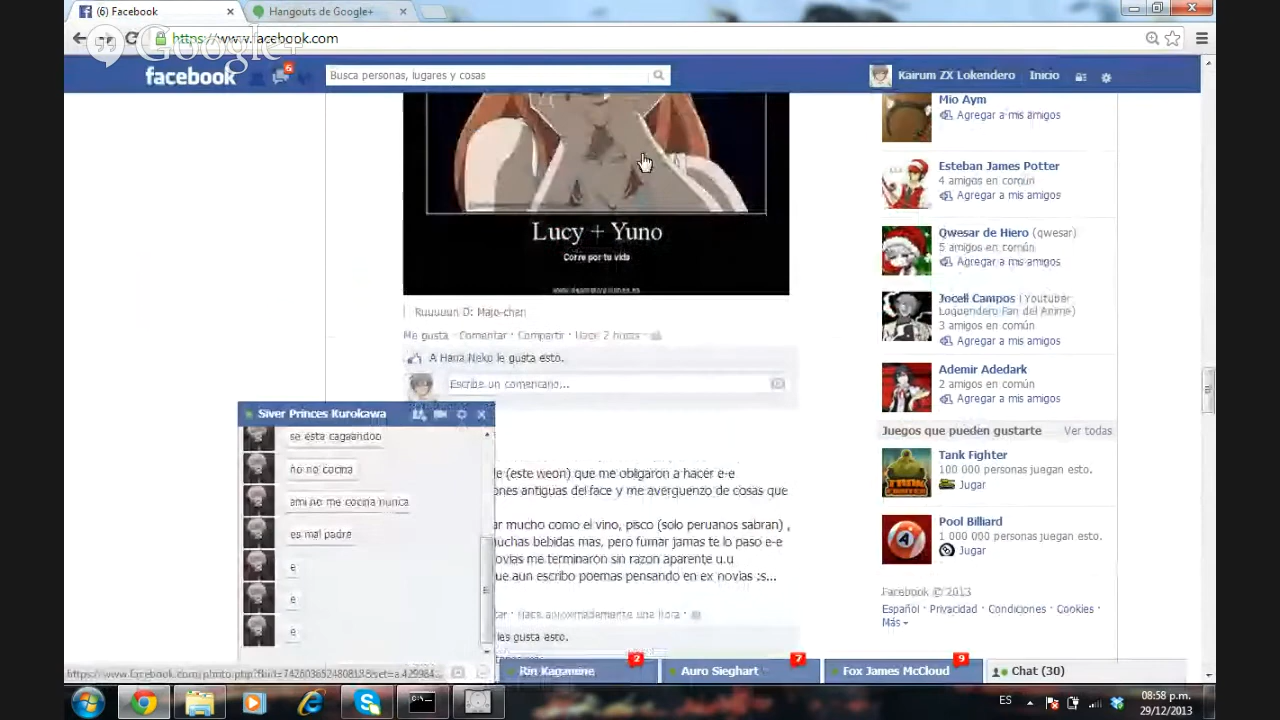 (6) Facebook
Hangouts de Google+
https://www.facebook.com
Google+
facebook
6
Busca personas, lugares y cosas
Kairum ZX Lokendero
Inicio
Lucy + Yuno
Corre por tu vida
Ruuuuun D: Majo-chan
Me gusta · Comentar · Compartir · Hace 2 horas
A Hana Neko le gusta esto.
Escribe un comentario...
Siver Princes Kurokawa
se esta cagaandoo
ho no cocina
ami no me cocina nunca
es mal padre
e
e
e
e (este weon) que me obligaron a hacer e-e
ones antiguas del face y me averguenzo de cosas que
ar mucho como el vino, pisco (solo peruanos sabran) ,
uchas bebidas mas, pero fumar jamas te lo paso e-e
novias me terminaron sin razon aparente u.u
que aun escribo poemas pensando en ex novias :s...
tar · Hace aproximadamente una hora
les gusta esto.
Mio Aym
Agregar a mis amigos
Esteban James Potter
4 amigos en común
Agregar a mis amigos
Qwesar de Hiero (qwesar)
5 amigos en común
Agregar a mis amigos
Jocell Campos (Youtuber
Loquendero Fan del Anime)
3 amigos en común
Agregar a mis amigos
Ademir Adedark
2 amigos en común
Agregar a mis amigos
Juegos que pueden gustarte
Ver todas
Tank Fighter
100 000 personas juegan esto.
Jugar
Pool Billiard
1 000 000 personas juegan esto.
Jugar
Facebook © 2013
Español · Privacidad · Condiciones · Cookies ·
Más
Rin Kagamine
2
Auro Sieghart
7
Fox James McCloud
9
Chat (30)
ES
08:58 p.m.
29/12/2013